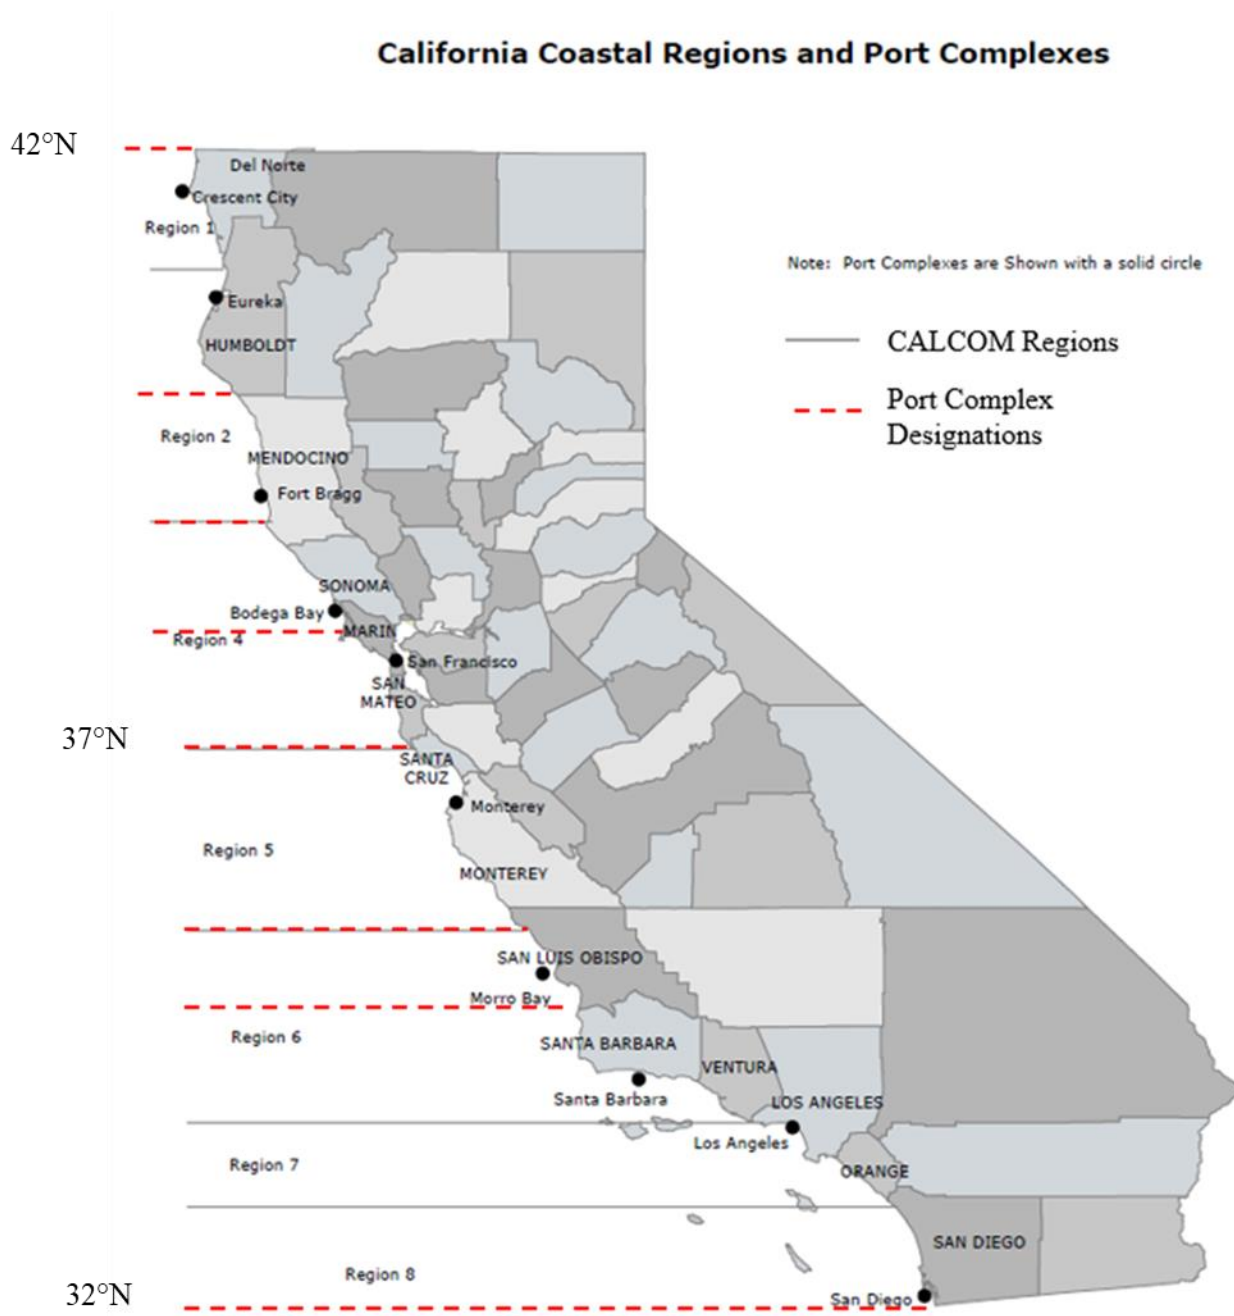 California Coastal Regions and Port Complexes
42°N
Del Norte
Crescent City
Region 1
Note: Port Complexes are Shown with a solid circle
Eureka
HUMBOLDT
CALCOM Regions
Port Complex
Designations
Region 2
MENDOCINO
Fort Bragg
SONOMA
Bodega Bay
MARIN
Region 4
San Francisco
SAN
MATEO
37°N
SANTA
CRUZ
Monterey
Region 5
MONTEREY
SAN LUIS OBISPO
Morro Bay
Region 6
SANTA BARBARA
VENTURA
Santa Barbara
LOS ANGELES
Los Angeles
Region 7
ORANGE
SAN DIEGO
Region 8
32°N
San Diego